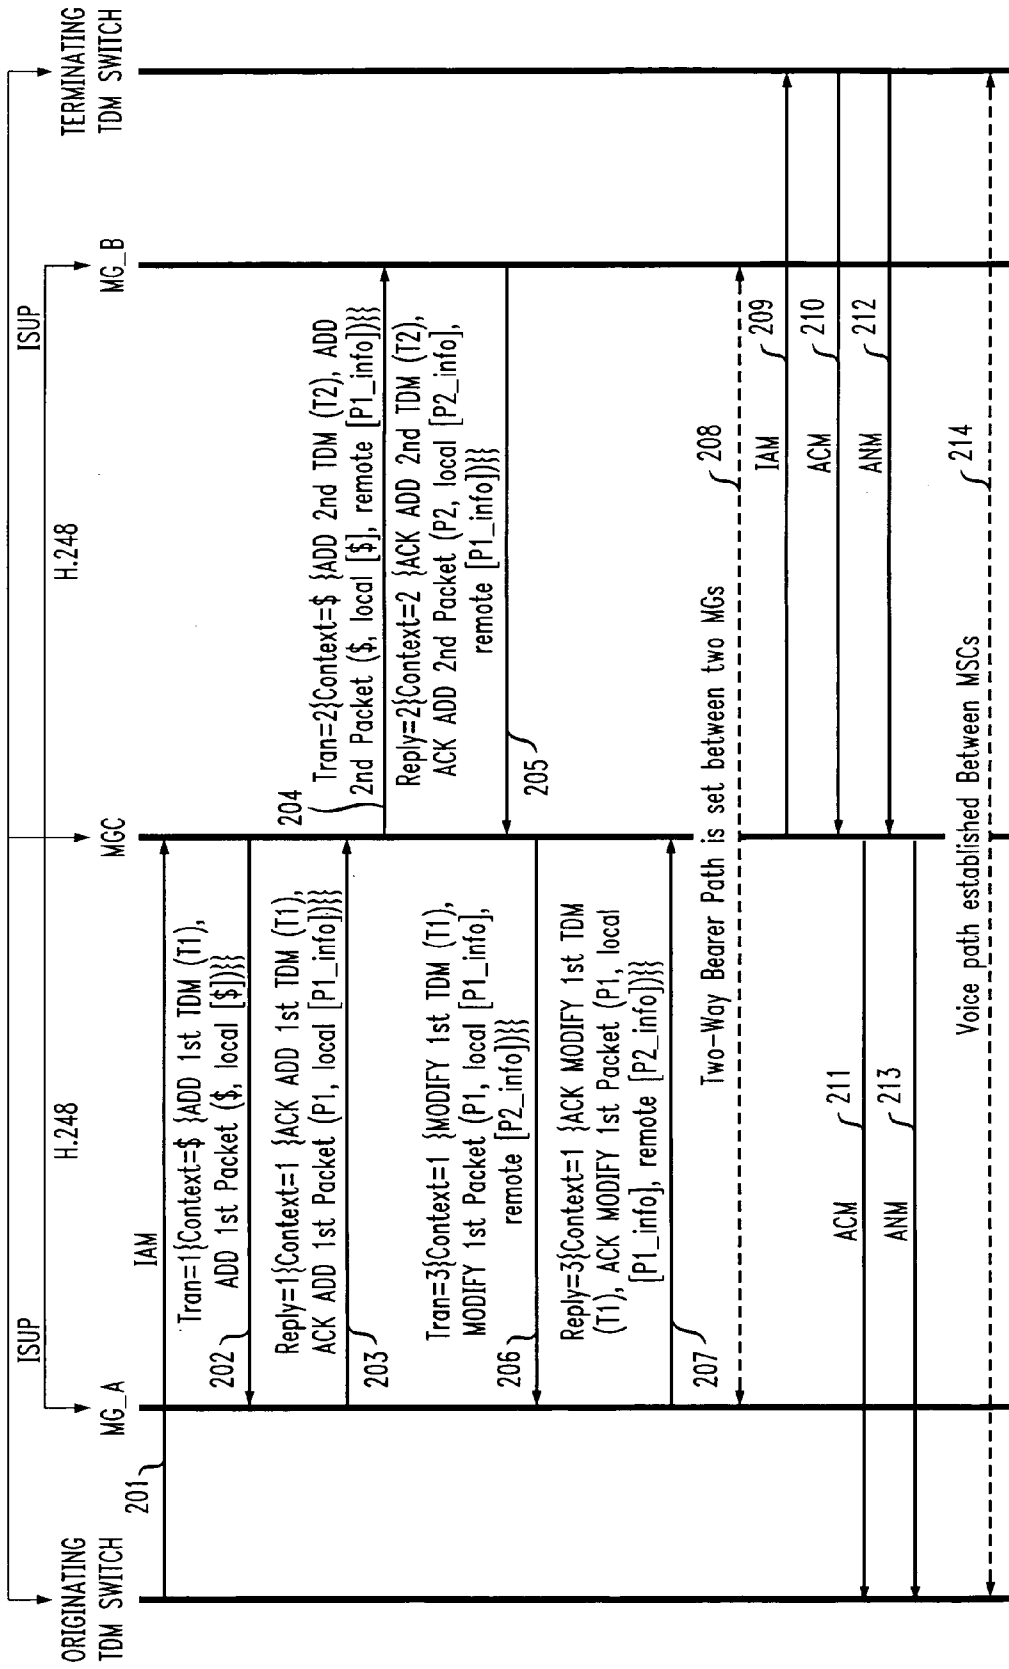 ISUP
ISUP
H.248
H.248
ORIGINATING
TDM SWITCH
MG_A
MGC
MG_B
TERMINATING
TDM SWITCH
201
IAM
Tran=1}Context=$ }ADD 1st TDM (T1),
ADD 1st Packet ($, local [$])}}}
202
Reply=1}Context=1 }ACK ADD 1st TDM (T1),
ACK ADD 1st Packet (P1, local [P1_info])}}}
203
204
Tran=2}Context=$ }ADD 2nd TDM (T2), ADD
2nd Packet ($, local [$], remote [P1_info])}}}
Reply=2}Context=2 }ACK ADD 2nd TDM (T2),
ACK ADD 2nd Packet (P2, local [P2_info],
remote [P1_info])}}}
205
Tran=3}Context=1 }MODIFY 1st TDM (T1),
MODIFY 1st Packet (P1, local [P1_info],
remote [P2_info])}}}
206
Reply=3}Context=1 }ACK MODIFY 1st TDM
(T1), ACK MODIFY 1st Packet (P1, local
[P1_info], remote [P2_info])}}}
207
Two-Way Bearer Path is set between two MGs
208
IAM
209
ACM
210
ACM
211
ANM
212
ANM
213
Voice path established Between MSCs
214